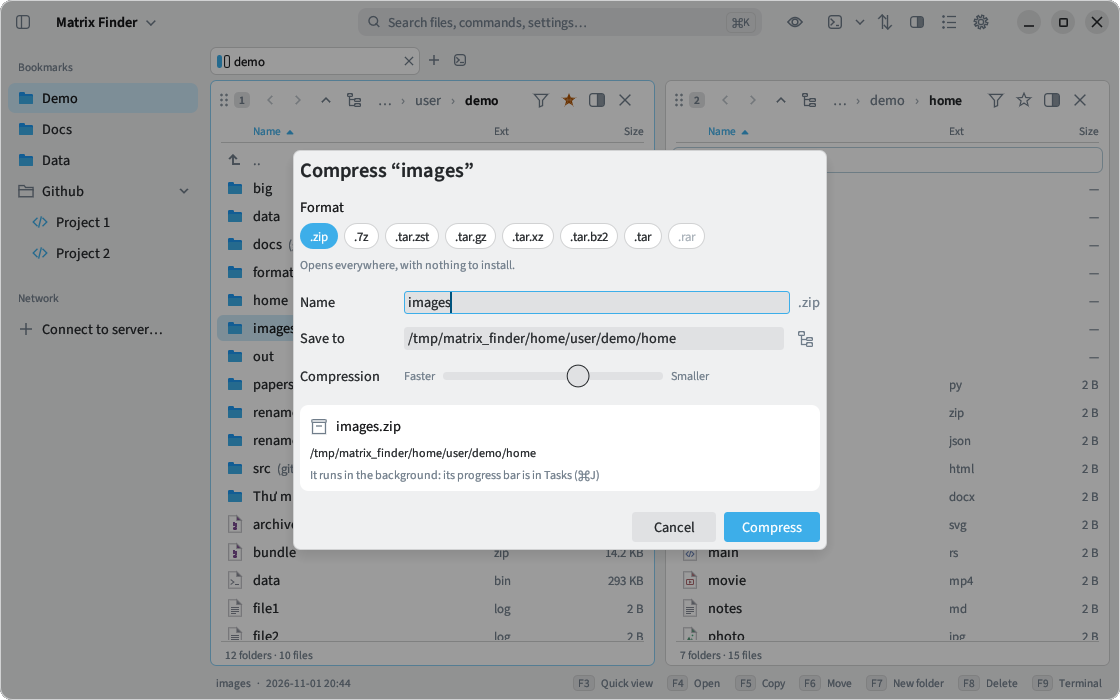 Matrix Finder
Search files, commands, settings… ⌘K
Bookmarks
Demo
Docs
Data
Github
Project 1
Project 2
Network
Connect to server…
demo
1 … › user › demo
Name Ext Size
..
big
data
docs
format
home
images
out
papers
renam
renam
src (git
Thư m
archive
bundle zip 14.2 KB
data bin 293 KB
file1 log 2 B
file2 log 2 B
12 folders · 10 files
2 … › demo › home
Name Ext Size
—
—
—
—
—
—
—
py 2 B
zip 2 B
json 2 B
html 2 B
docx 2 B
svg 2 B
main rs 2 B
movie mp4 2 B
notes md 2 B
photo jpg 2 B
7 folders · 15 files
Compress “images”
Format
.zip .7z .tar.zst .tar.gz .tar.xz .tar.bz2 .tar .rar
Opens everywhere, with nothing to install.
Name images .zip
Save to /tmp/matrix_finder/home/user/demo/home
Compression Faster Smaller
images.zip
/tmp/matrix_finder/home/user/demo/home
It runs in the background: its progress bar is in Tasks (⌘J)
Cancel Compress
images · 2026-11-01 20:44
F3 Quick view F4 Open F5 Copy F6 Move F7 New folder F8 Delete F9 Terminal